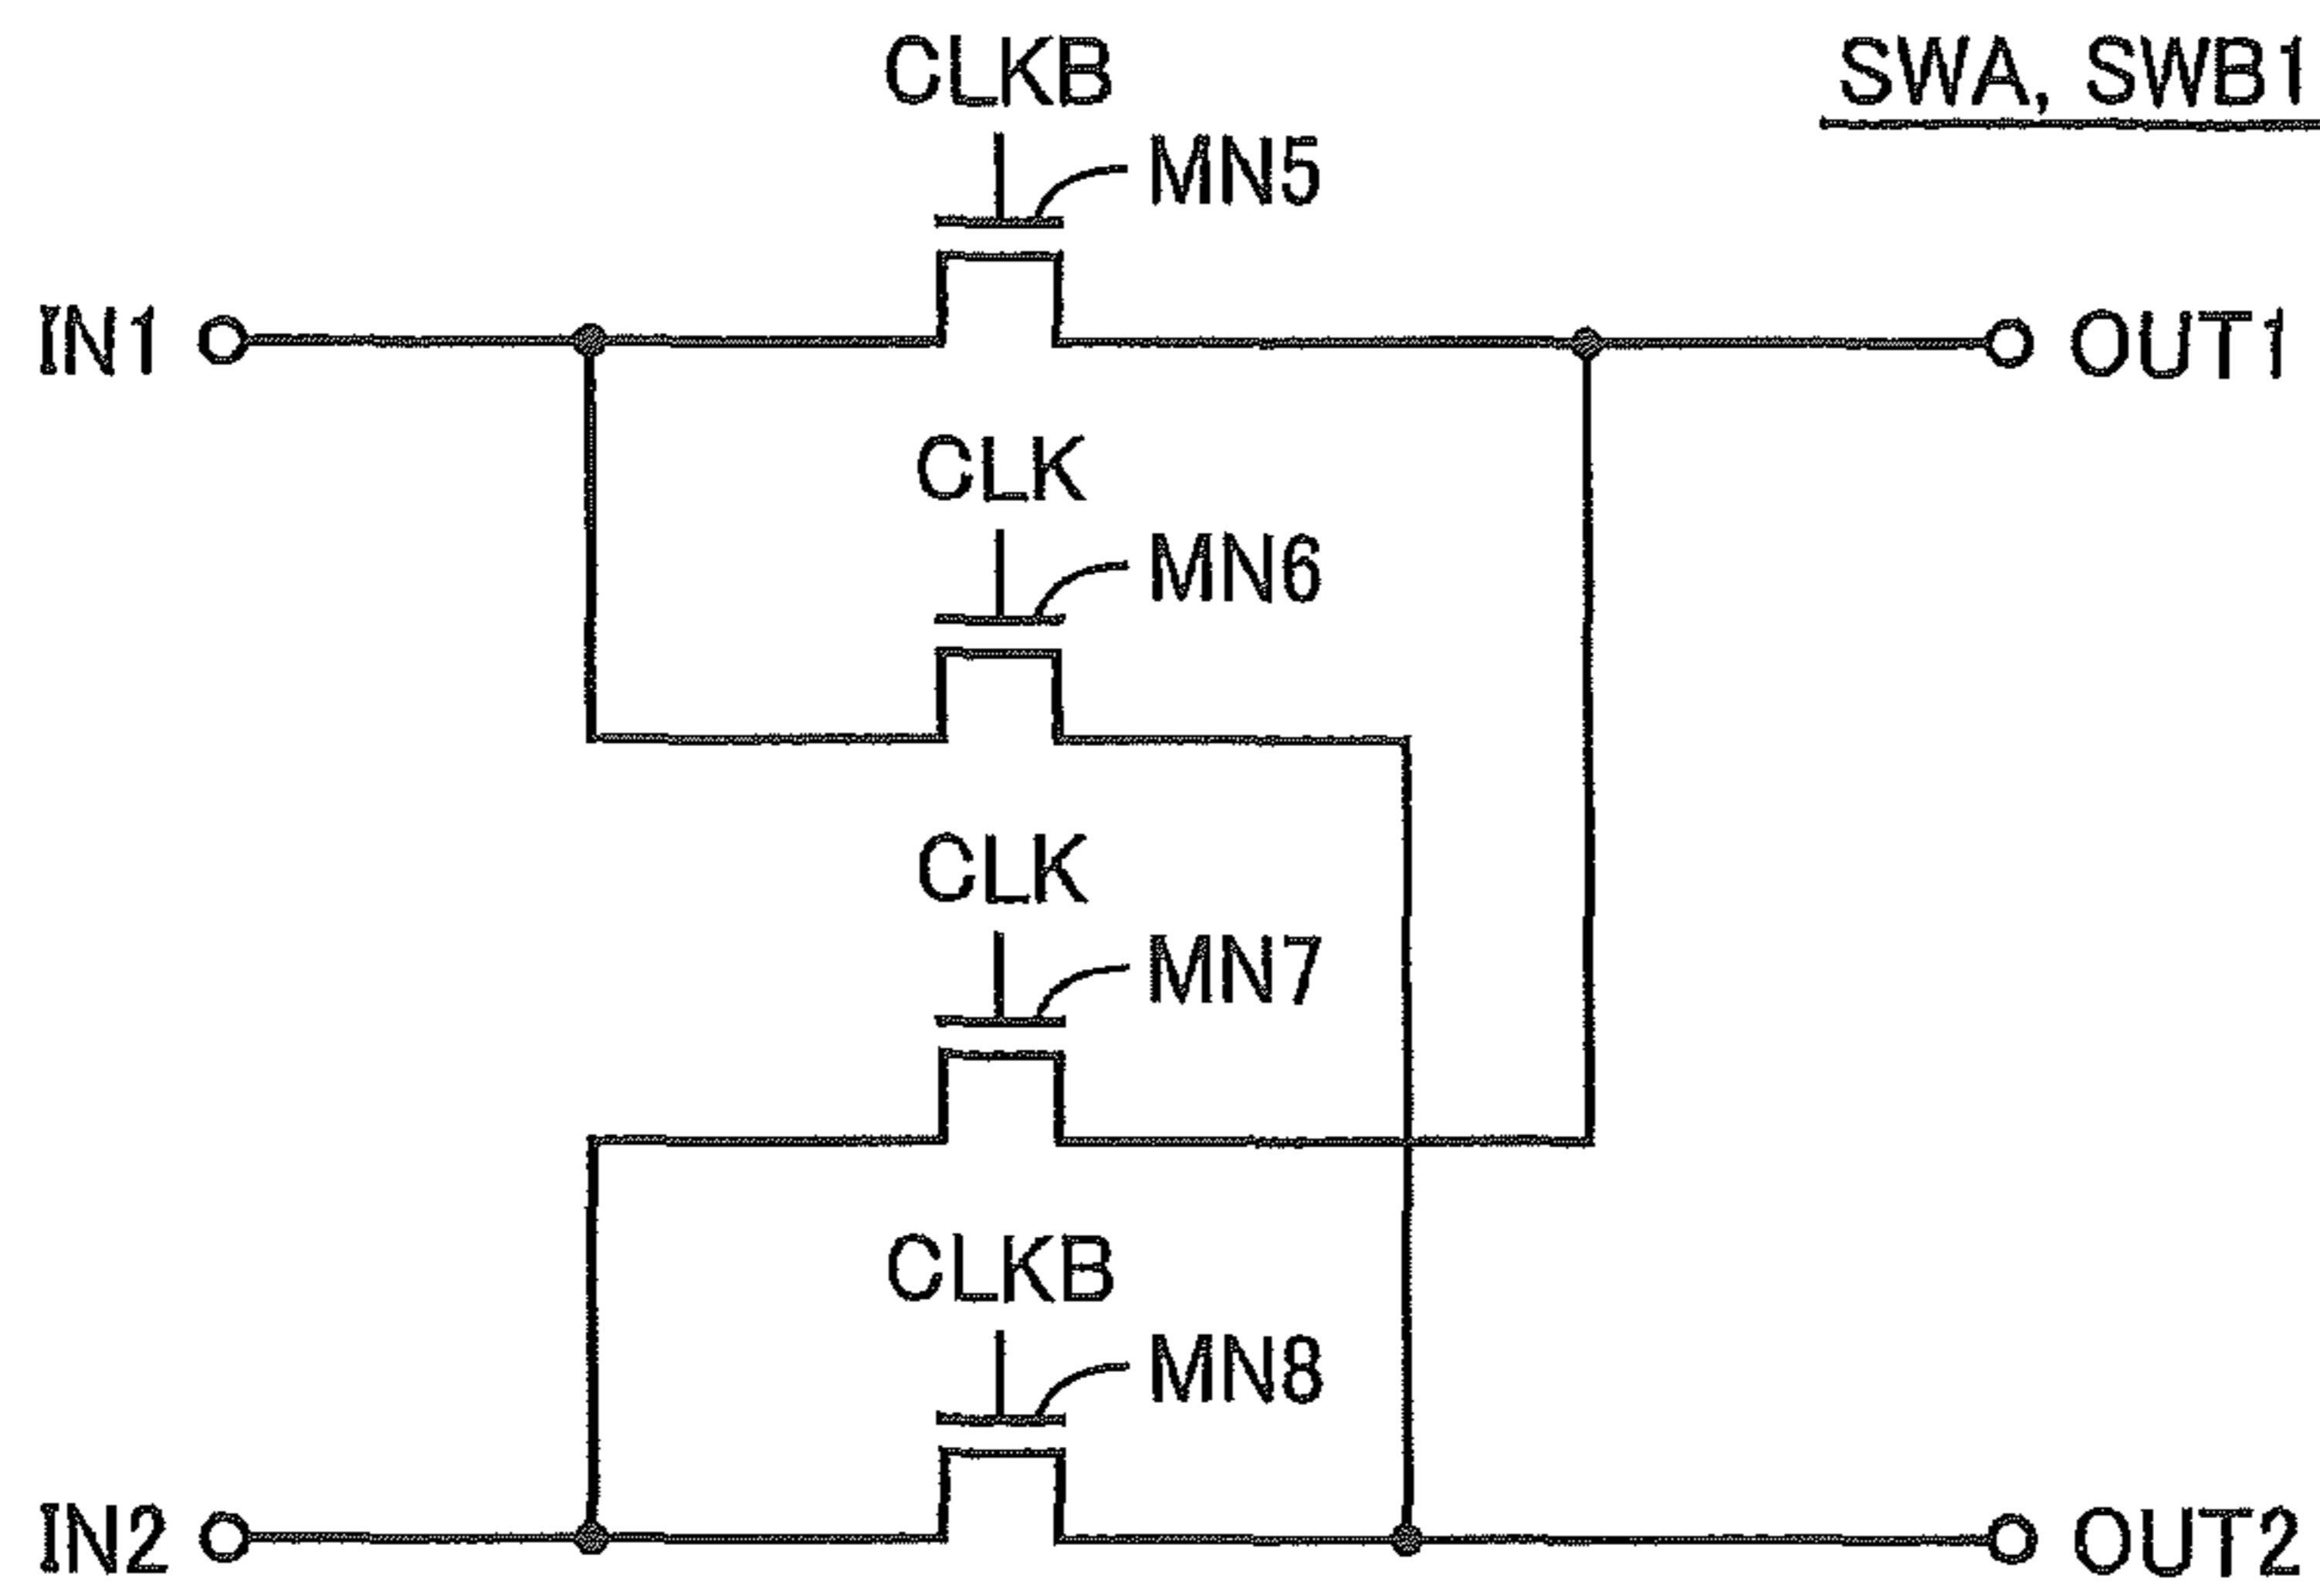 CLKB
SWA, SWB1
MN5
IN1
OUT1
CLK
MN6
CLK
MN7
CLKB
MN8
IN2
OUT2